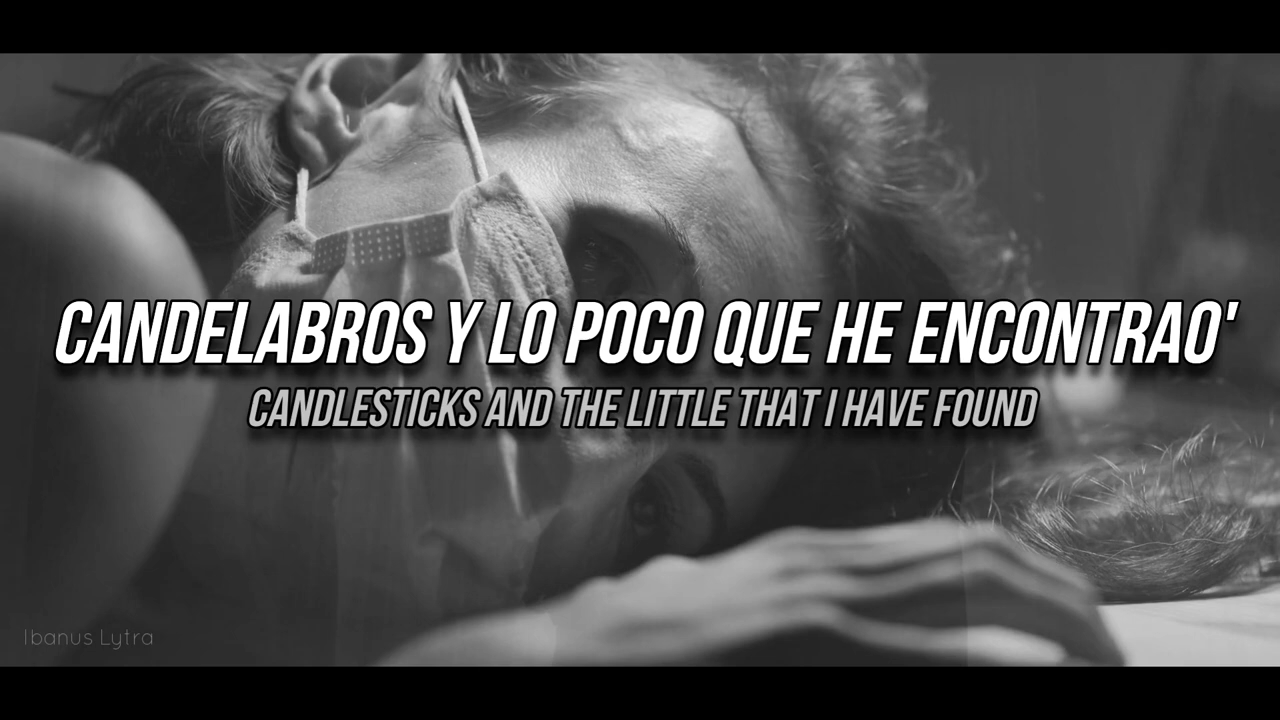 CANDELABROS Y LO POCO QUE HE ENCONTRAO'
CANDLESTICKS AND THE LITTLE THAT I HAVE FOUND
Ibanus Lytra